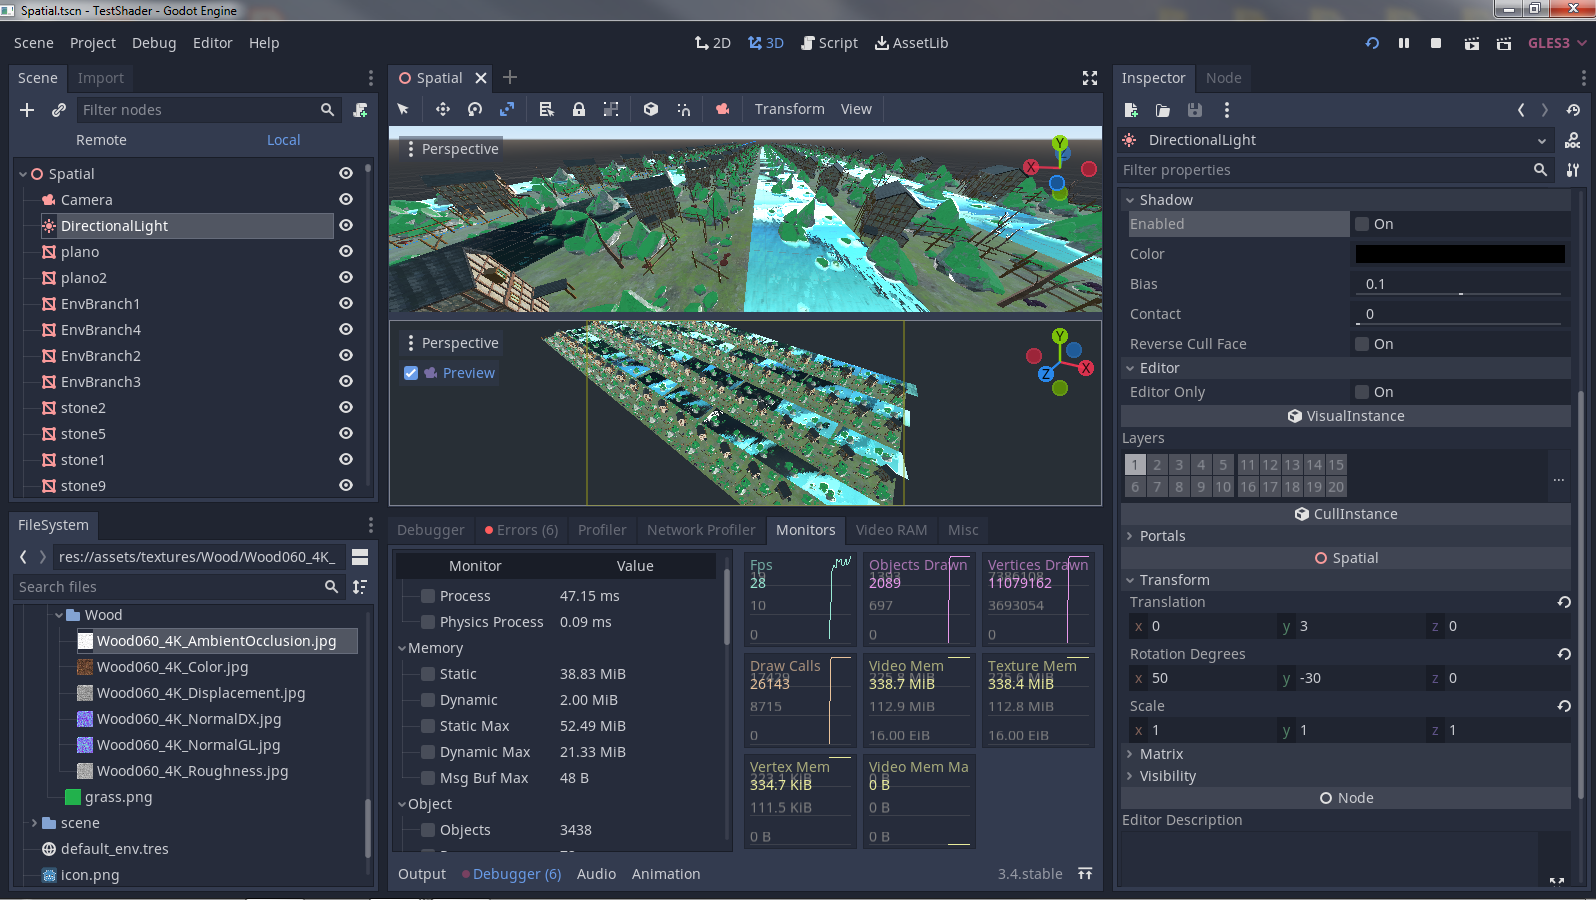 Spatial.tscn - TestShader - Godot Engine
Scene Project Debug Editor Help
2D 3D Script AssetLib
GLES3
Scene Import
Filter nodes
Remote Local
Spatial
Camera
DirectionalLight
plano
plano2
EnvBranch1
EnvBranch4
EnvBranch2
EnvBranch3
stone2
stone5
stone1
stone9
FileSystem
res://assets/textures/Wood/Wood060_4K_
Search files
Wood
Wood060_4K_AmbientOcclusion.jpg
Wood060_4K_Color.jpg
Wood060_4K_Displacement.jpg
Wood060_4K_NormalDX.jpg
Wood060_4K_NormalGL.jpg
Wood060_4K_Roughness.jpg
grass.png
scene
default_env.tres
icon.png
Spatial
Transform View
Perspective
Y
X
Perspective
Preview
Y
X
Z
Debugger Errors (6) Profiler Network Profiler Monitors Video RAM Misc
Monitor Value
Process 47.15 ms
Physics Process 0.09 ms
Memory
Static 38.83 MiB
Dynamic 2.00 MiB
Static Max 52.49 MiB
Dynamic Max 21.33 MiB
Msg Buf Max 48 B
Object
Objects 3438
Fps
28
10
0
Objects Drawn
2089
697
0
Vertices Drawn
11079162
3693054
0
Draw Calls
26143
8715
0
Video Mem
338.7 MiB
112.9 MiB
16.00 EiB
Texture Mem
338.4 MiB
112.8 MiB
16.00 EiB
Vertex Mem
334.7 KiB
111.5 KiB
0 B
Video Mem Ma
0 B
0 B
0 B
Output Debugger (6) Audio Animation
3.4.stable
Inspector Node
DirectionalLight
DOC
Filter properties
Shadow
Enabled On
Color
Bias 0.1
Contact 0
Reverse Cull Face On
Editor
Editor Only On
VisualInstance
Layers
1 2 3 4 5 11 12 13 14 15
6 7 8 9 10 16 17 18 19 20
...
CullInstance
Portals
Spatial
Transform
Translation
x 0 y 3 z 0
Rotation Degrees
x 50 y -30 z 0
Scale
x 1 y 1 z 1
Matrix
Visibility
Node
Editor Description